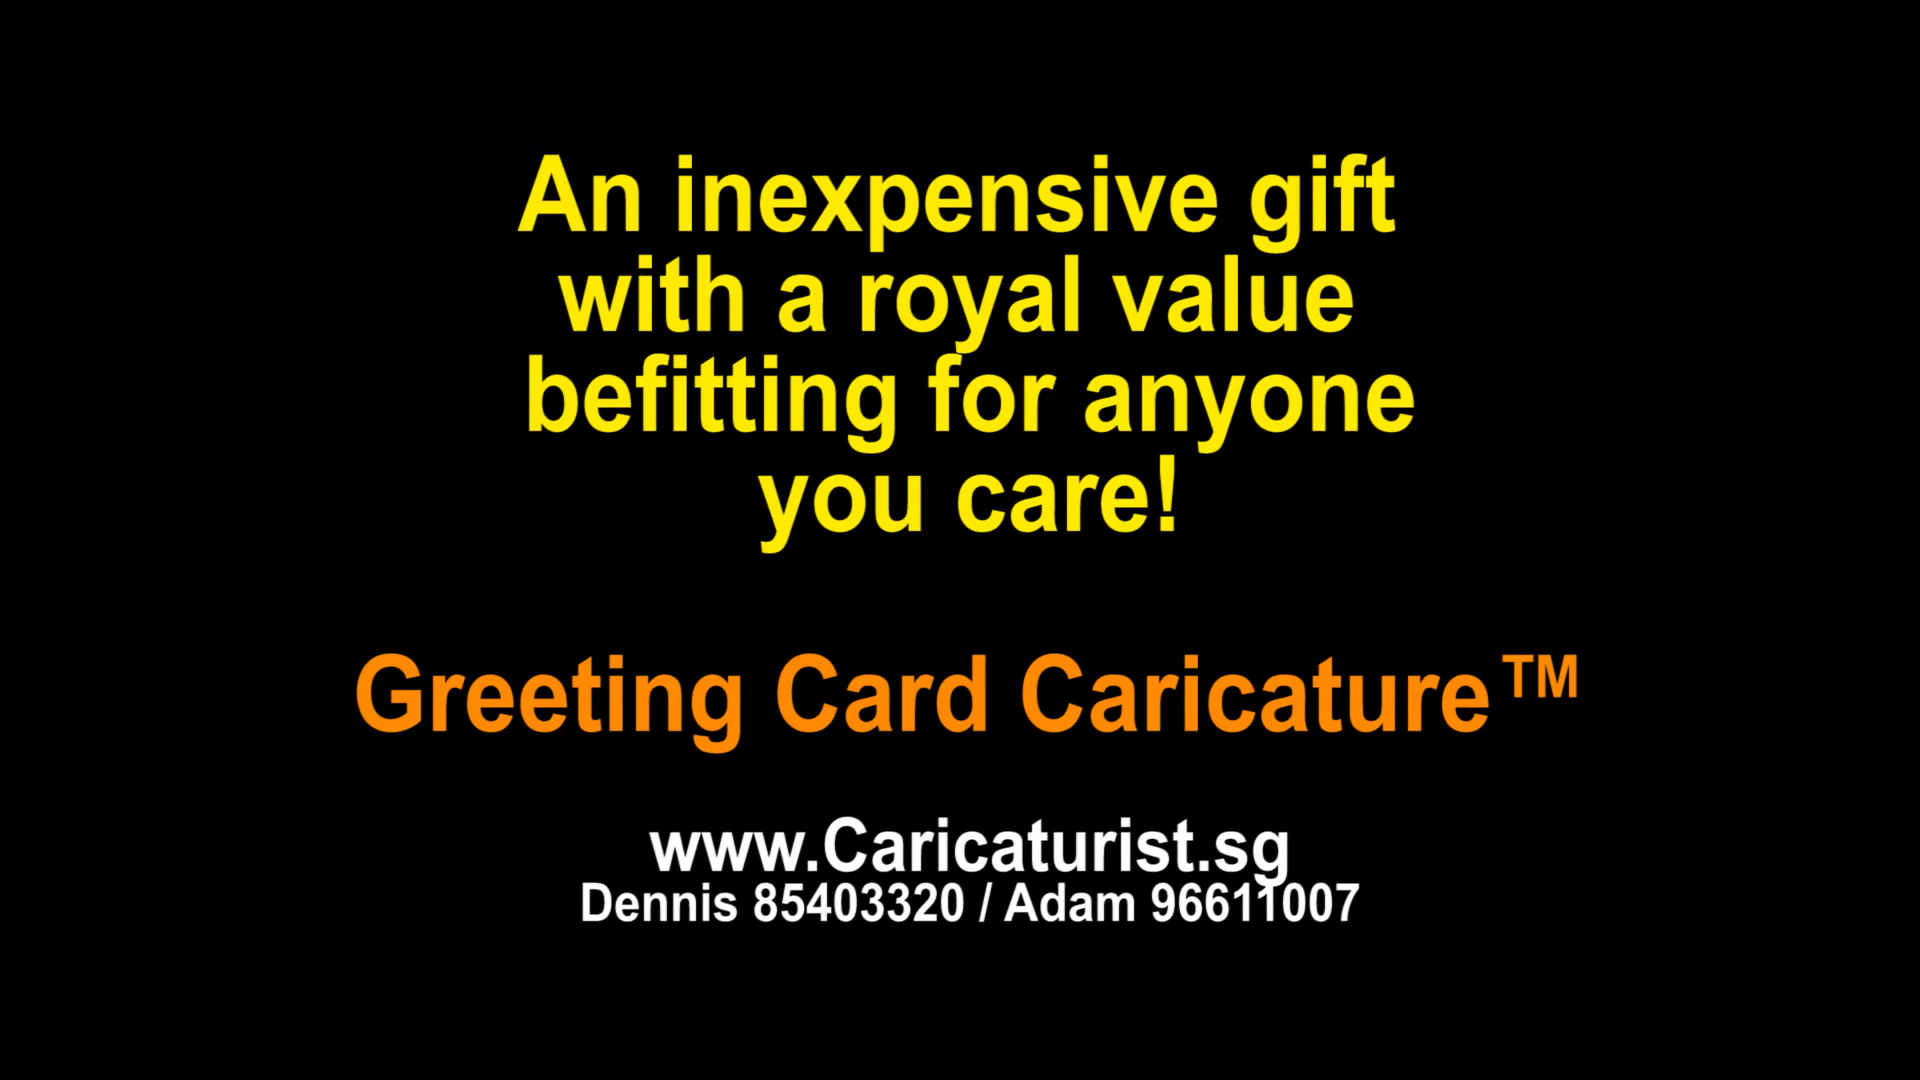 An inexpensive gift
with a royal value
befitting for anyone
you care!
Greeting Card Caricature™
www.Caricaturist.sg
Dennis 85403320 / Adam 96611007